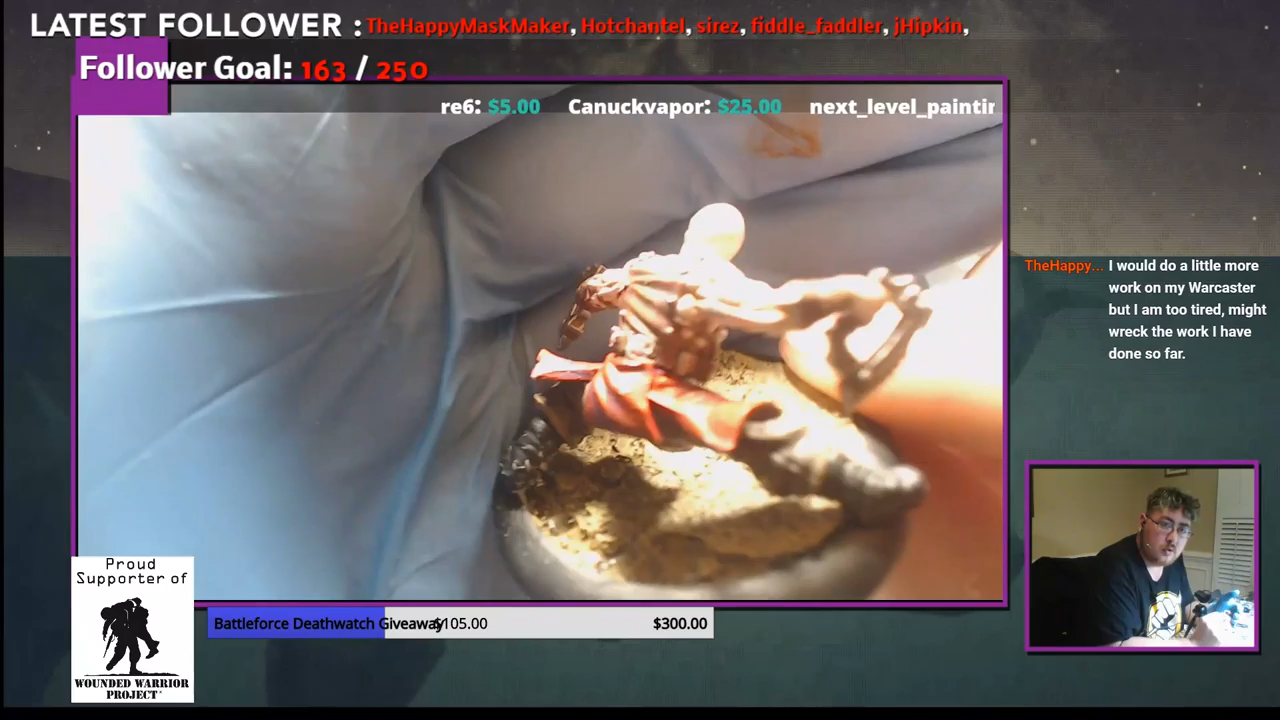 LATEST FOLLOWER : TheHappyMaskMaker, Hotchantel, sirez, fiddle_faddler, jHipkin,
Follower Goal: 163 / 250
re6: $5.00 Canuckvapor: $25.00 next_level_paintin
TheHappy... I would do a little more
work on my Warcaster
but I am too tired, might
wreck the work I have
done so far.
Proud
Supporter of
WOUNDED WARRIOR
PROJECT
Battleforce Deathwatch Giveaway $105.00 $300.00